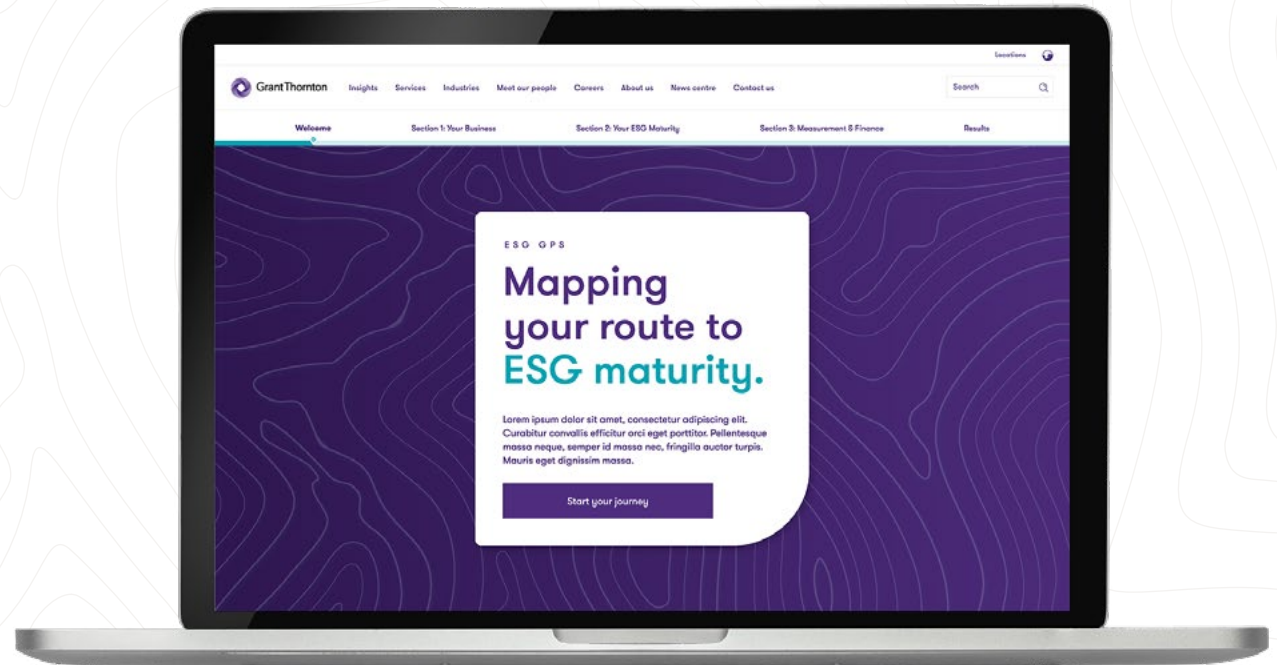 Locations
Grant Thornton
Insights
Services
Industries
Meet our people
Careers
About us
News centre
Contact us
Search
Welcome
Section 1: Your Business
Section 2: Your ESG Maturity
Section 3: Measurement & Finance
Results
ESG GPS
Mapping
your route to
ESG maturity.
Lorem ipsum dolor sit amet, consectetur adipiscing elit.
Curabitur convallis efficitur orci eget porttitor. Pellentesque
massa neque, semper id massa nec, fringilla auctor turpis.
Mauris eget dignissim massa.
Start your journey